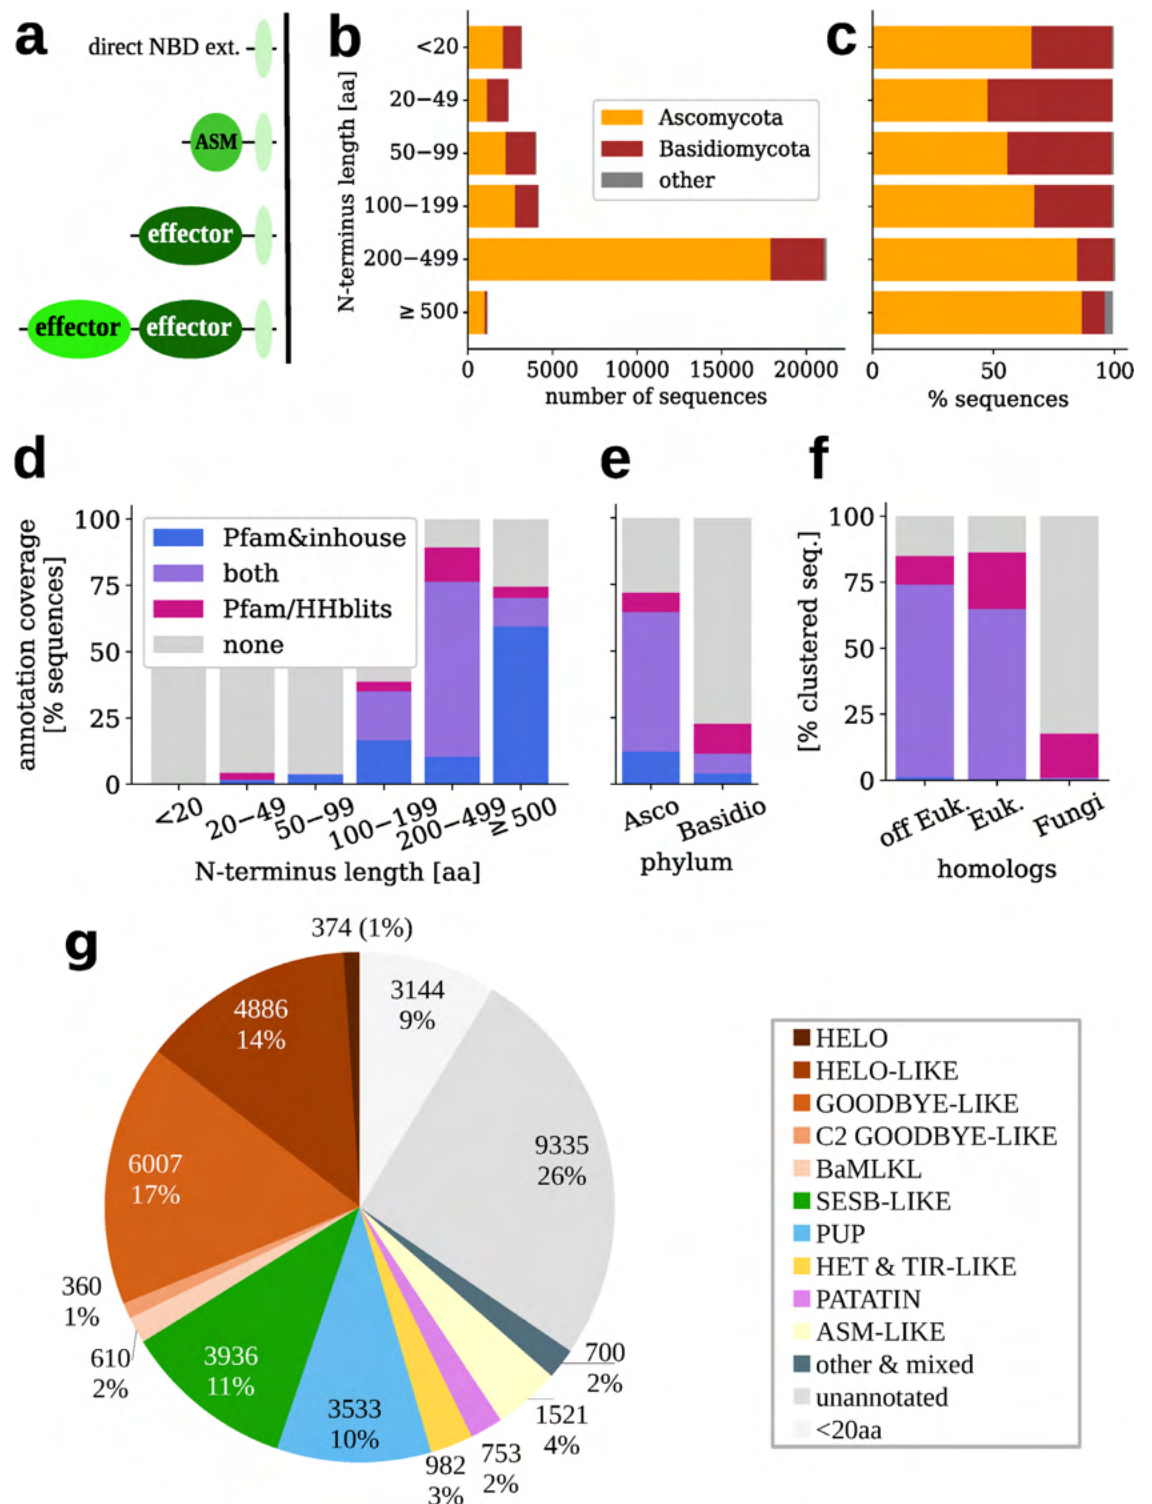 a
direct NBD ext.
ASM
effector
effector effector
b
N-terminus length [aa]
<20
20−49
50−99
100−199
200−499
≥ 500
Ascomycota
Basidiomycota
other
0 5000 10000 15000 20000
number of sequences
c
0 50 100
% sequences
d
annotation coverage
[% sequences]
100
75
50
25
0
Pfam&inhouse
both
Pfam/HHblits
none
<20 20−49 50−99 100−199 200−499 ≥ 500
N-terminus length [aa]
e
Asco Basidio
phylum
f
[% clustered seq.]
100
75
50
25
0
off Euk. Euk. Fungi
homologs
g
374 (1%)
3144
9%
4886
14%
9335
26%
6007
17%
360
1%
610
2%
3936
11%
3533
10%
982
3%
753
2%
1521
4%
700
2%
HELO
HELO-LIKE
GOODBYE-LIKE
C2 GOODBYE-LIKE
BaMLKL
SESB-LIKE
PUP
HET & TIR-LIKE
PATATIN
ASM-LIKE
other & mixed
unannotated
<20aa